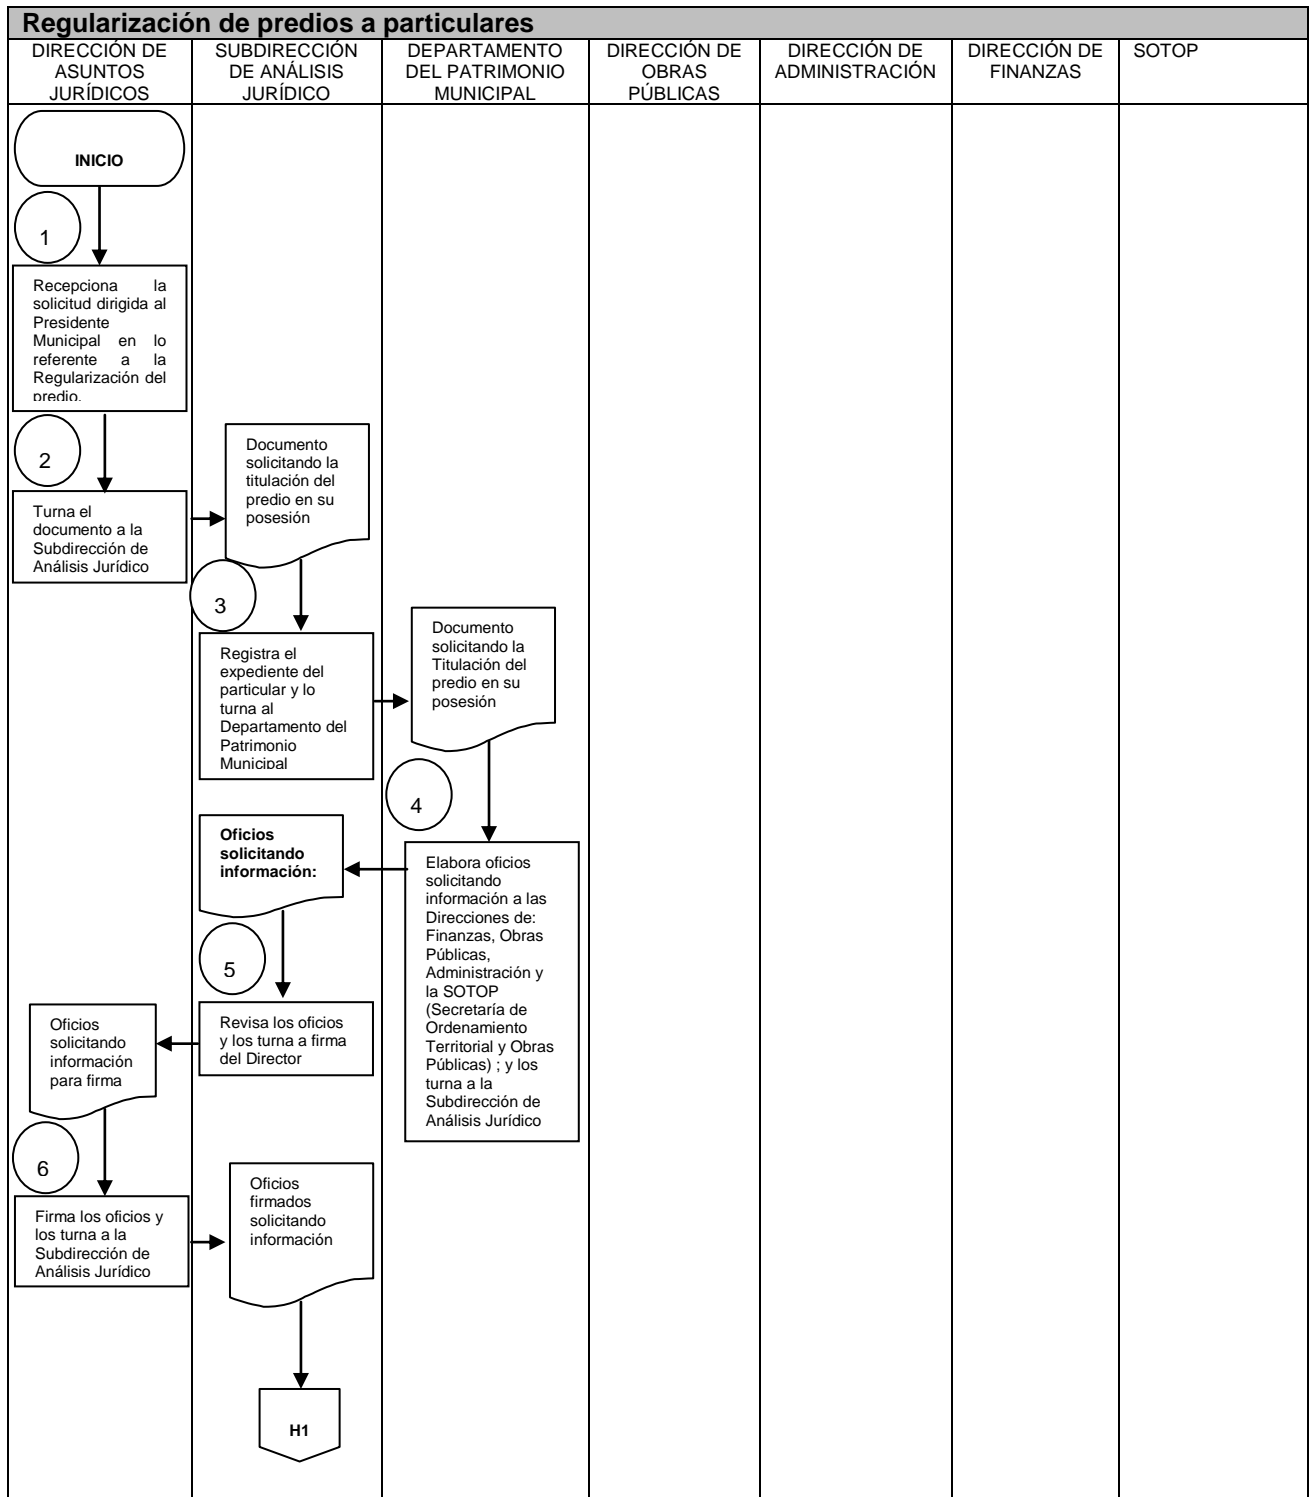 Regularización de predios a particulares
DIRECCIÓN DE
ASUNTOS
JURÍDICOS
SUBDIRECCIÓN
DE ANÁLISIS
JURÍDICO
DEPARTAMENTO
DEL PATRIMONIO
MUNICIPAL
DIRECCIÓN DE
OBRAS
PÚBLICAS
DIRECCIÓN DE
ADMINISTRACIÓN
DIRECCIÓN DE
FINANZAS
SOTOP
INICIO
1
Recepciona la
solicitud dirigida al
Presidente
Municipal en lo
referente a la
Regularización del
predio.
2
Turna el
documento a la
Subdirección de
Análisis Jurídico
Documento
solicitando la
titulación del
predio en su
posesión
3
Registra el
expediente del
particular y lo
turna al
Departamento del
Patrimonio
Municipal
Documento
solicitando la
Titulación del
predio en su
posesión
4
Elabora oficios
solicitando
información a las
Direcciones de:
Finanzas, Obras
Públicas,
Administración y
la SOTOP
(Secretaría de
Ordenamiento
Territorial y Obras
Públicas) ; y los
turna a la
Subdirección de
Análisis Jurídico
Oficios
solicitando
información:
5
Revisa los oficios
y los turna a firma
del Director
Oficios
solicitando
información
para firma
6
Firma los oficios y
los turna a la
Subdirección de
Análisis Jurídico
Oficios
firmados
solicitando
información
H1